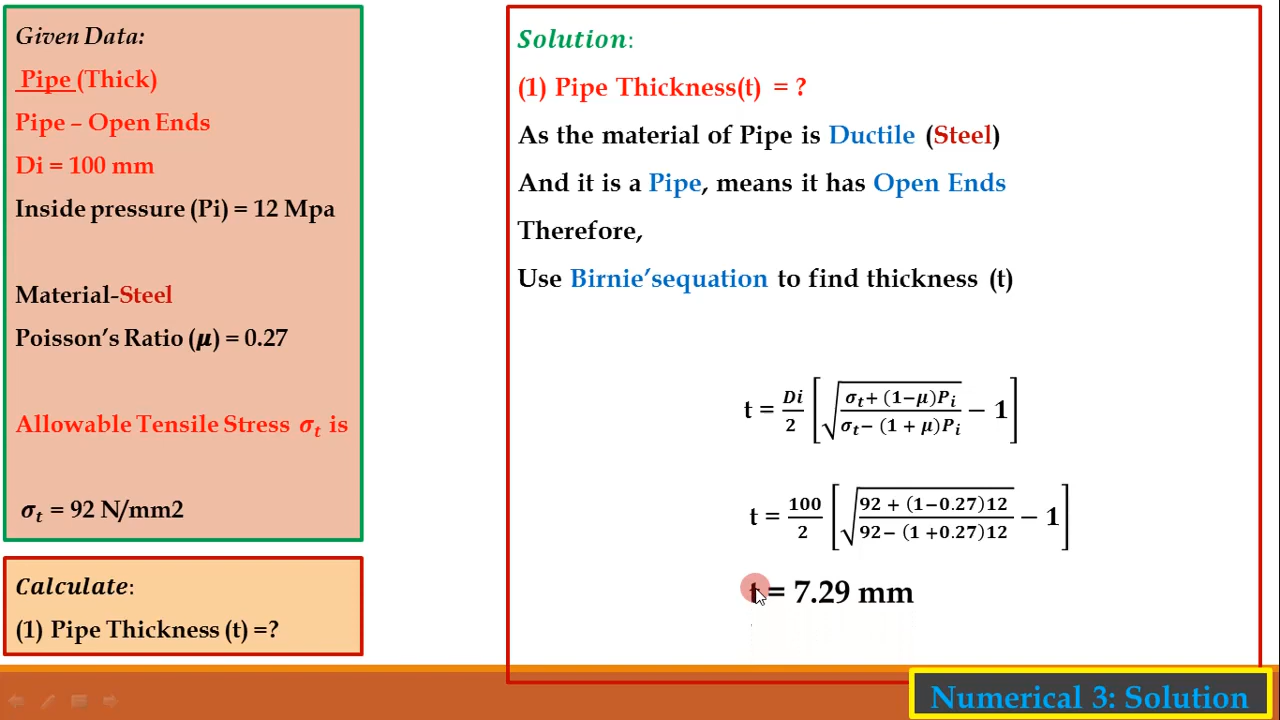 Given Data:
Pipe (Thick)
Pipe – Open Ends
Di = 100 mm
Inside pressure (Pi) = 12 Mpa
Material-Steel
Poisson’s Ratio (μ) = 0.27
Allowable Tensile Stress σₜ is
σₜ = 92 N/mm2
Calculate:
(1) Pipe Thickness (t) =?
Solution:
(1) Pipe Thickness(t) = ?
As the material of Pipe is Ductile (Steel)
And it is a Pipe, means it has Open Ends
Therefore,
Use Birnie’sequation to find thickness (t)
t = Di/2 [√((σₜ+ (1−μ)Pᵢ)/(σₜ− (1 + μ)Pᵢ)) − 1]
t = 100/2 [√((92 + (1−0.27)12)/(92− (1 +0.27)12)) − 1]
t = 7.29 mm
Numerical 3: Solution